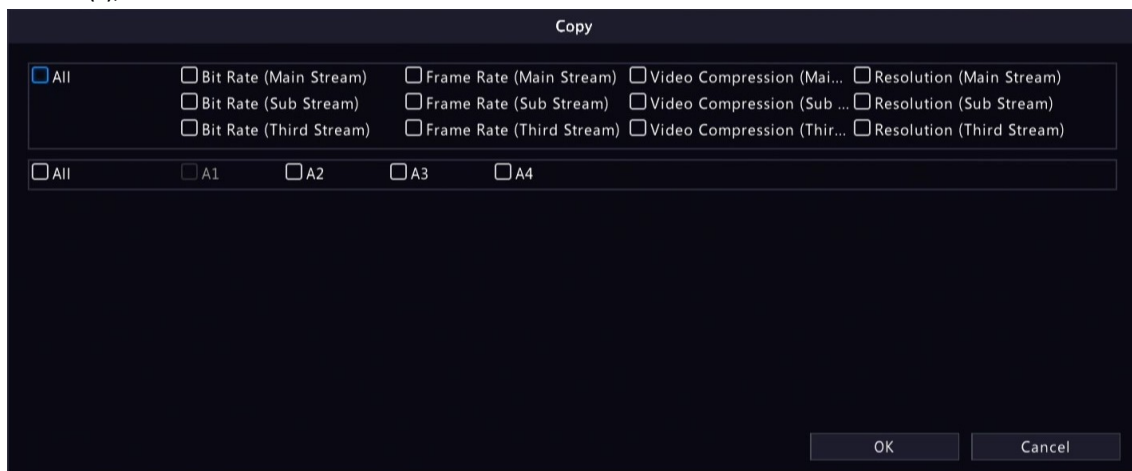 Copy
All Bit Rate (Main Stream) Frame Rate (Main Stream) Video Compression (Mai... Resolution (Main Stream)
Bit Rate (Sub Stream) Frame Rate (Sub Stream) Video Compression (Sub ... Resolution (Sub Stream)
Bit Rate (Third Stream) Frame Rate (Third Stream) Video Compression (Thir... Resolution (Third Stream)
All A1 A2 A3 A4
OK Cancel